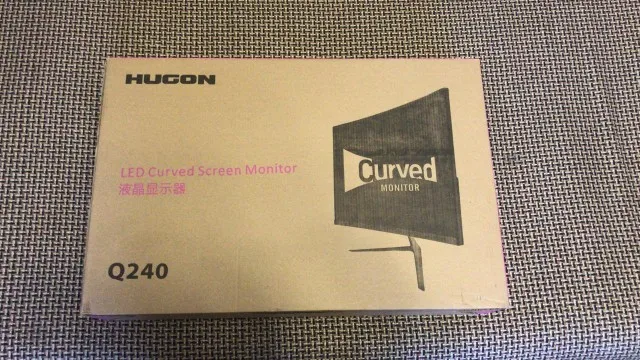 HUGON
LED Curved Screen Monitor
液晶显示器
Curved
MONITOR
Q240